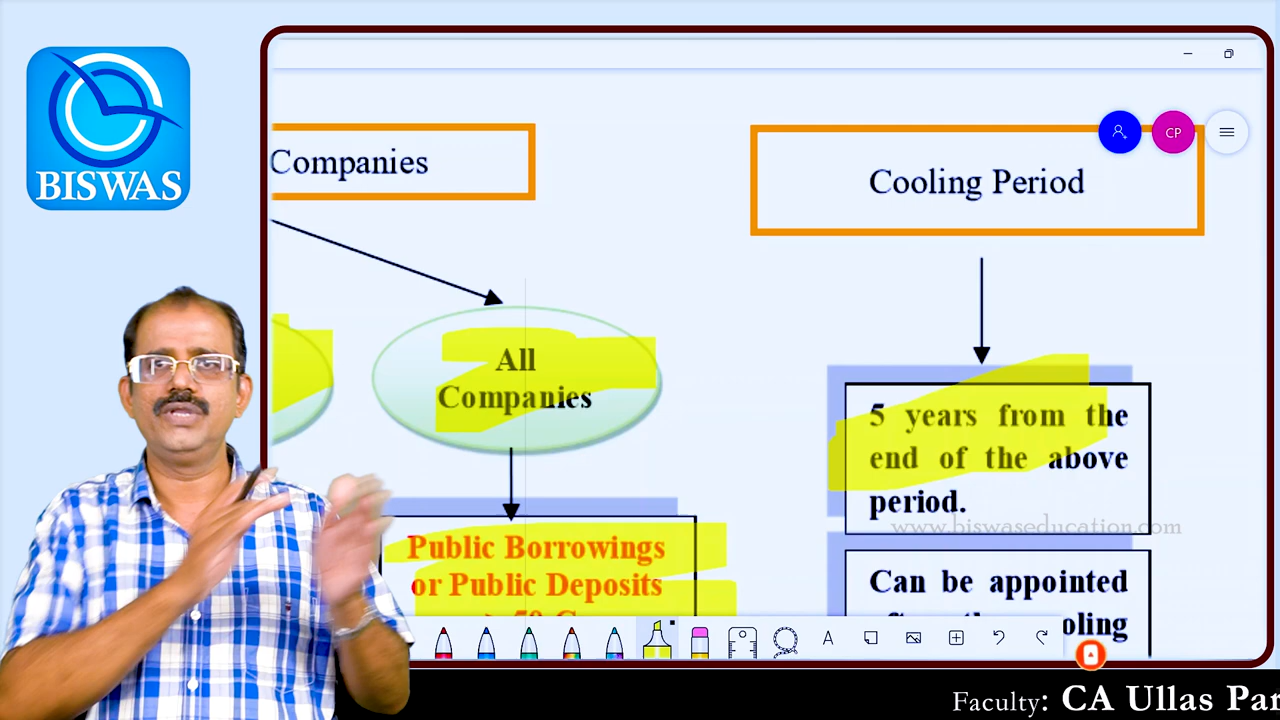 BISWAS
Companies
Cooling Period
CP
All
Companies
5 years from the
end of the above
period.
www.biswaseducation.com
Public Borrowings
or Public Deposits
Can be appointed
A
Faculty: CA Ullas Par